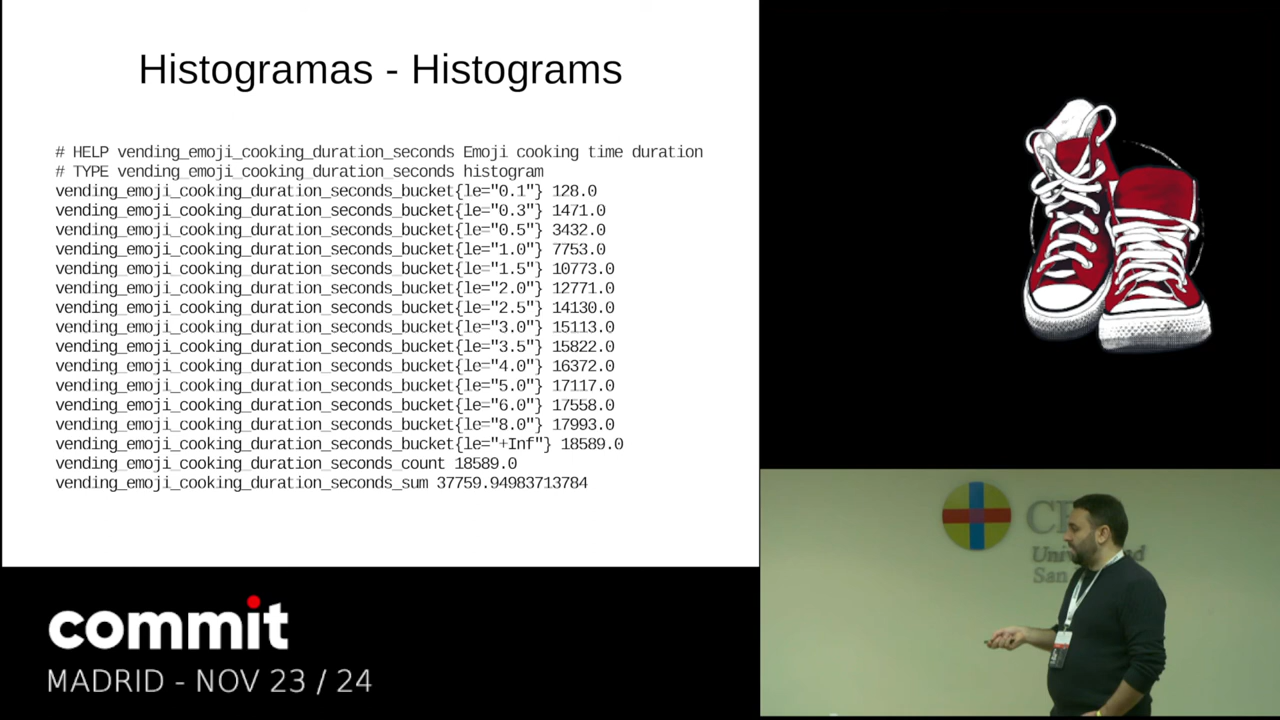 Histogramas - Histograms
# HELP vending_emoji_cooking_duration_seconds Emoji cooking time duration
# TYPE vending_emoji_cooking_duration_seconds histogram
vending_emoji_cooking_duration_seconds_bucket{le="0.1"} 128.0
vending_emoji_cooking_duration_seconds_bucket{le="0.3"} 1471.0
vending_emoji_cooking_duration_seconds_bucket{le="0.5"} 3432.0
vending_emoji_cooking_duration_seconds_bucket{le="1.0"} 7753.0
vending_emoji_cooking_duration_seconds_bucket{le="1.5"} 10773.0
vending_emoji_cooking_duration_seconds_bucket{le="2.0"} 12771.0
vending_emoji_cooking_duration_seconds_bucket{le="2.5"} 14130.0
vending_emoji_cooking_duration_seconds_bucket{le="3.0"} 15113.0
vending_emoji_cooking_duration_seconds_bucket{le="3.5"} 15822.0
vending_emoji_cooking_duration_seconds_bucket{le="4.0"} 16372.0
vending_emoji_cooking_duration_seconds_bucket{le="5.0"} 17117.0
vending_emoji_cooking_duration_seconds_bucket{le="6.0"} 17558.0
vending_emoji_cooking_duration_seconds_bucket{le="8.0"} 17993.0
vending_emoji_cooking_duration_seconds_bucket{le="+Inf"} 18589.0
vending_emoji_cooking_duration_seconds_count 18589.0
vending_emoji_cooking_duration_seconds_sum 37759.94983713784
commit
MADRID - NOV 23 / 24
San